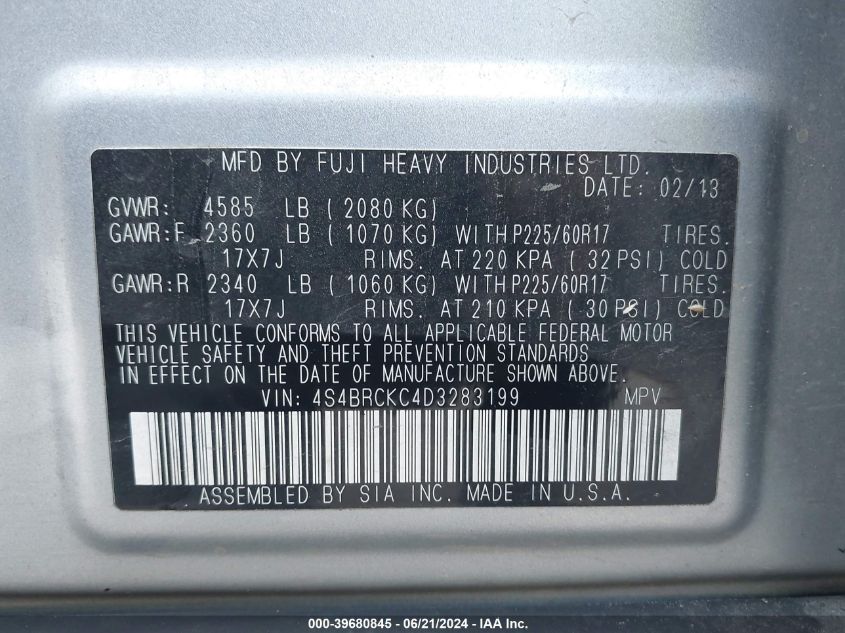 MFD BY FUJI HEAVY INDUSTRIES LTD.
DATE: 02/13
GVWR: 4585 LB ( 2080 KG)
GAWR:F 2360 LB ( 1070 KG) WITH P225/60R17 TIRES.
17X7J RIMS. AT 220 KPA ( 32 PSI) COLD
GAWR:R 2340 LB ( 1060 KG) WITH P225/60R17 TIRES.
17X7J RIMS. AT 210 KPA ( 30 PSI) COLD
THIS VEHICLE CONFORMS TO ALL APPLICABLE FEDERAL MOTOR
VEHICLE SAFETY AND THEFT PREVENTION STANDARDS
IN EFFECT ON THE DATE OF MANUFACTURE SHOWN ABOVE.
VIN: 4S4BRCKC4D3283199 MPV
ASSEMBLED BY SIA INC. MADE IN U.S.A.
000-39680845 - 06/21/2024 - IAA Inc.